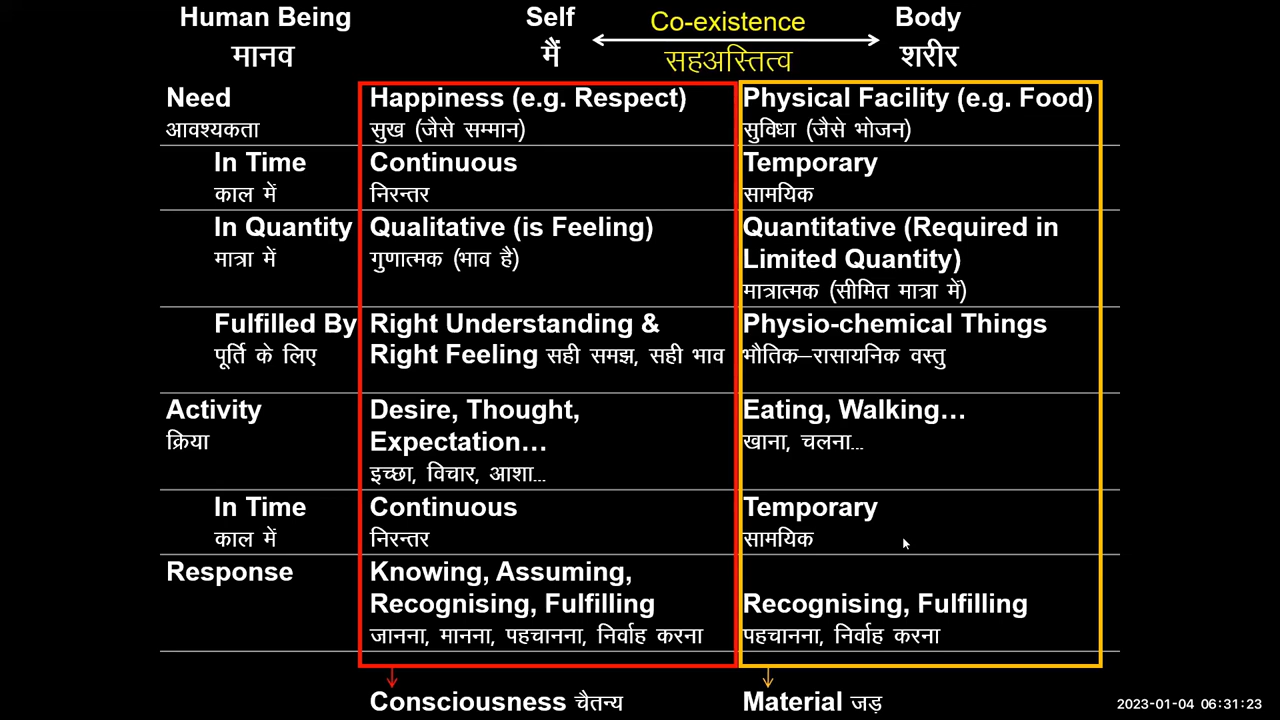 Human Being Self Co-existence Body
मानव मैं सहअस्तित्व शरीर
Need Happiness (e.g. Respect) Physical Facility (e.g. Food)
आवश्यकता सुख (जैसे सम्मान) सुविधा (जैसे भोजन)
In Time Continuous Temporary
काल में निरन्तर सामयिक
In Quantity Qualitative (is Feeling) Quantitative (Required in
मात्रा में गुणात्मक (भाव है) Limited Quantity)
मात्रात्मक (सीमित मात्रा में)
Fulfilled By Right Understanding & Physio-chemical Things
पूर्ति के लिए Right Feeling सही समझ, सही भाव भौतिक–रासायनिक वस्तु
Activity Desire, Thought, Eating, Walking…
क्रिया Expectation… खाना, चलना...
इच्छा, विचार, आशा...
In Time Continuous Temporary
काल में निरन्तर सामयिक
Response Knowing, Assuming,
Recognising, Fulfilling Recognising, Fulfilling
जानना, मानना, पहचानना, निर्वाह करना पहचानना, निर्वाह करना
Consciousness चैतन्य Material जड़
2023-01-04 06:31:23